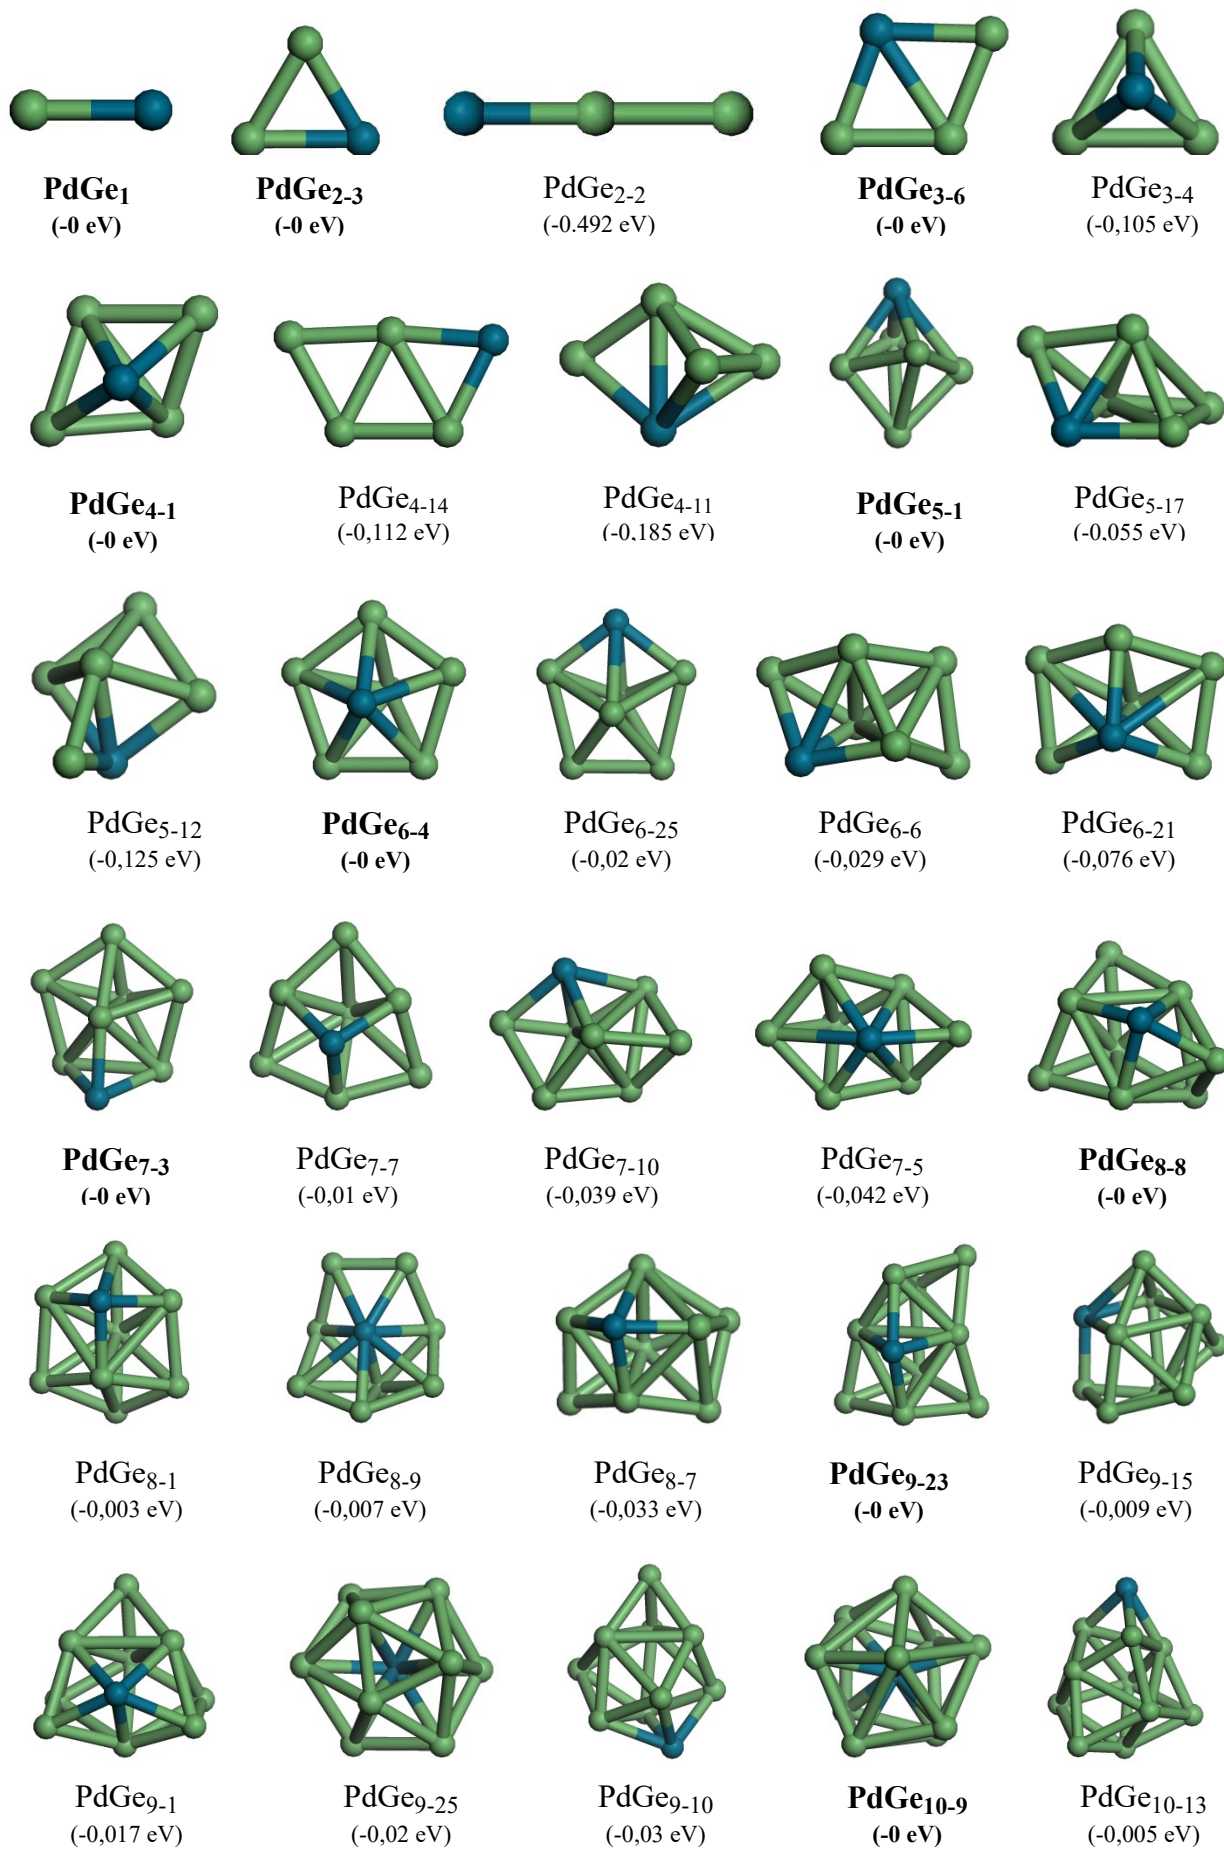 PdGe1 PdGe2-3 PdGe2-2 PdGe3-6 PdGe3-4
(-0 eV) (-0 eV) (-0.492 eV) (-0 eV) (-0,105 eV)
PdGe4-1 PdGe4-14 PdGe4-11 PdGe5-1 PdGe5-17
(-0 eV) (-0,112 eV) (-0,185 eV) (-0 eV) (-0,055 eV)
PdGe5-12 PdGe6-4 PdGe6-25 PdGe6-6 PdGe6-21
(-0,125 eV) (-0 eV) (-0,02 eV) (-0,029 eV) (-0,076 eV)
PdGe7-3 PdGe7-7 PdGe7-10 PdGe7-5 PdGe8-8
(-0 eV) (-0,01 eV) (-0,039 eV) (-0,042 eV) (-0 eV)
PdGe8-1 PdGe8-9 PdGe8-7 PdGe9-23 PdGe9-15
(-0,003 eV) (-0,007 eV) (-0,033 eV) (-0 eV) (-0,009 eV)
PdGe9-1 PdGe9-25 PdGe9-10 PdGe10-9 PdGe10-13
(-0,017 eV) (-0,02 eV) (-0,03 eV) (-0 eV) (-0,005 eV)